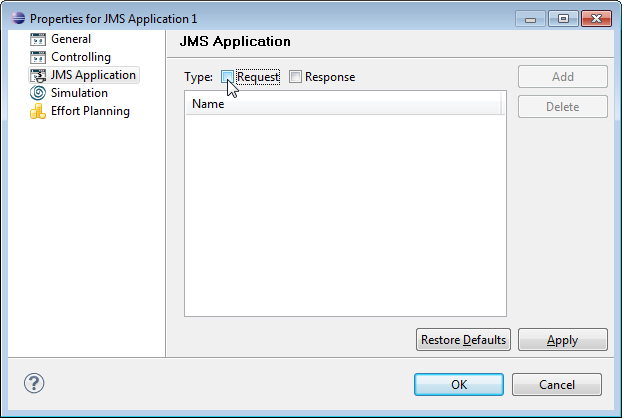 Properties for JMS Application 1
General
Controlling
JMS Application
Simulation
Effort Planning
JMS Application
Type: Request Response
Add
Name
Delete
Restore Defaults Apply
? OK Cancel